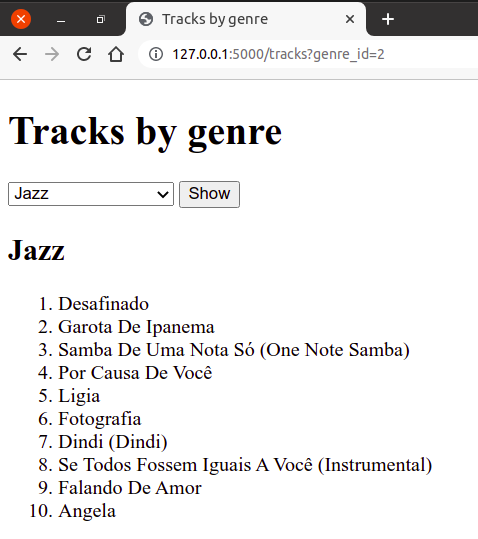 Tracks by genre
127.0.0.1:5000/tracks?genre_id=2
Tracks by genre
Jazz Show
Jazz
1. Desafinado
2. Garota De Ipanema
3. Samba De Uma Nota Só (One Note Samba)
4. Por Causa De Você
5. Ligia
6. Fotografia
7. Dindi (Dindi)
8. Se Todos Fossem Iguais A Você (Instrumental)
9. Falando De Amor
10. Angela